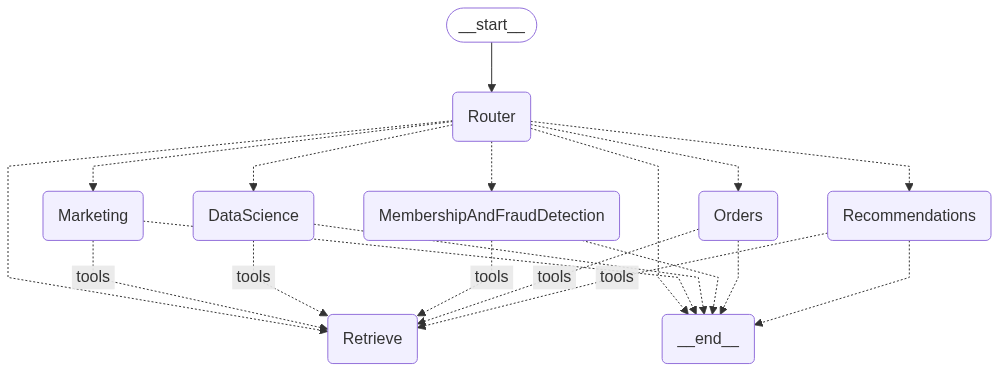 __start__
Router
Marketing
DataScience
MembershipAndFraudDetection
Orders
Recommendations
tools
tools
tools
tools
tools
Retrieve
__end__